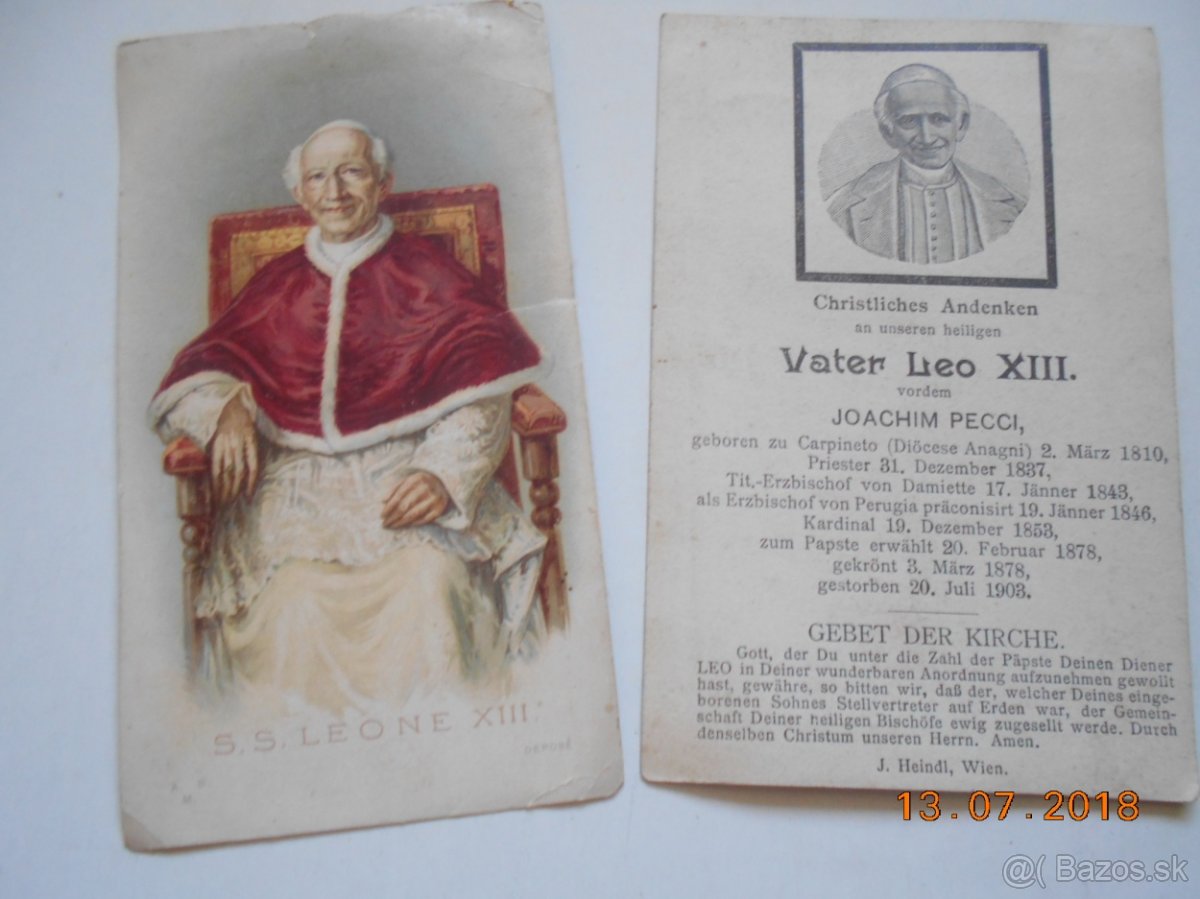 S. S. LEONE XIII.
DEPOSÉ
Christliches Andenken
an unseren heiligen
Vater Leo XIII.
vordem
JOACHIM PECCI,
geboren zu Carpineto (Diöcese Anagni) 2. März 1810,
Priester 31. Dezember 1837,
Tit.-Erzbischof von Damiette 17. Jänner 1843,
als Erzbischof von Perugia präconisirt 19. Jänner 1846,
Kardinal 19. Dezember 1853,
zum Papste erwählt 20. Februar 1878,
gekrönt 3. März 1878,
gestorben 20. Juli 1903.
GEBET DER KIRCHE.
Gott, der Du unter die Zahl der Päpste Deinen Diener
LEO in Deiner wunderbaren Anordnung aufzunehmen gewollt
hast, gewähre, so bitten wir, daß der, welcher Deines einge-
borenen Sohnes Stellvertreter auf Erden war, der Gemein-
schaft Deiner heiligen Bischöfe ewig zugesellt werde. Durch
denselben Christum unseren Herrn. Amen.
J. Heindl, Wien.
13.07.2018
@( Bazos.sk